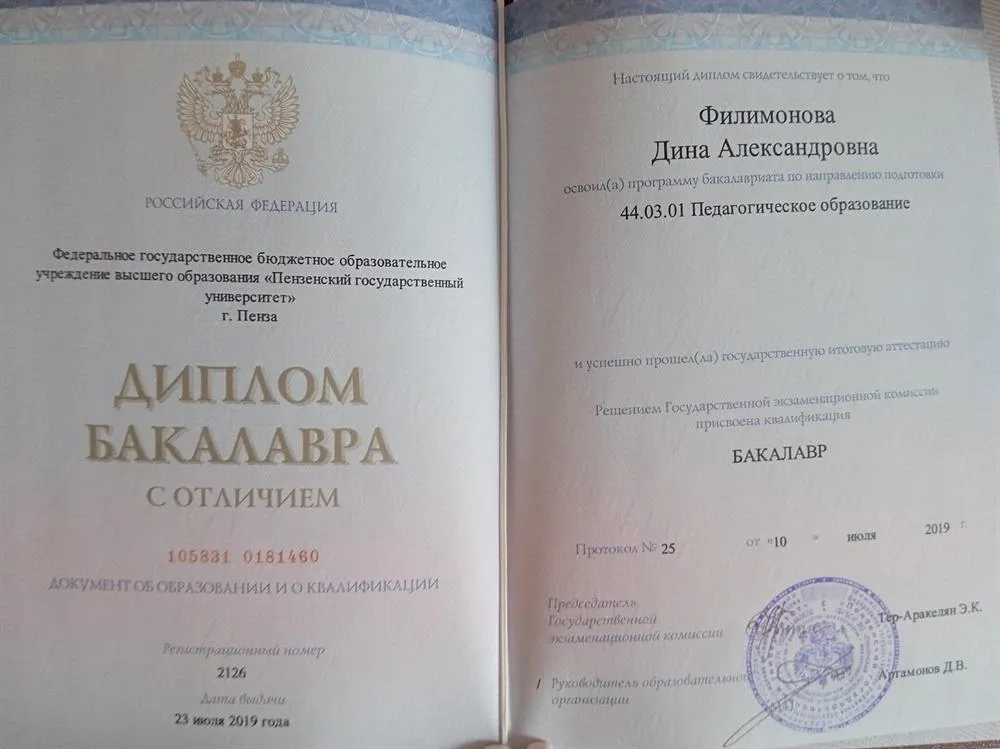 РОССИЙСКАЯ ФЕДЕРАЦИЯ
Федеральное государственное бюджетное образовательное
учреждение высшего образования «Пензенский государственный
университет»
г. Пенза
ДИПЛОМ
БАКАЛАВРА
С ОТЛИЧИЕМ
105831 0181460
ДОКУМЕНТ ОБ ОБРАЗОВАНИИ И О КВАЛИФИКАЦИИ
Регистрационный номер
2126
Дата выдачи
23 июля 2019 года
Настоящий диплом свидетельствует о том, что
Филимонова
Дина Александровна
освоил(а) программу бакалавриата по направлению подготовки
44.03.01 Педагогическое образование
и успешно прошел(ла) государственную итоговую аттестацию
Решением Государственной экзаменационной комиссии
присвоена квалификация
БАКАЛАВР
Протокол № 25 от «10 » июля 2019 г.
Председатель
Государственной
экзаменационной комиссии
Тер-Аракелян Э.К.
/ Руководитель образовательной
организации
Артамонов Д.В.
М.П.